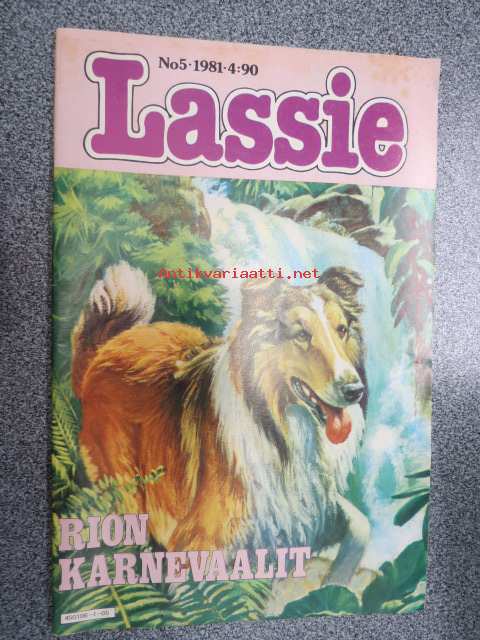 No5·1981·4:90
Lassie
Antikvariaatti.net
RION
KARNEVAALIT